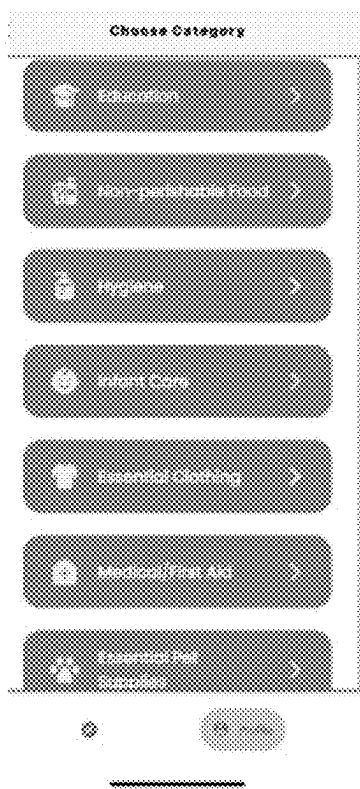 Choose Category
Education
Non-perishable Food
Hygiene
Infant Care
Essential Clothing
Medical/First Aid
Essential Pet
Supplies